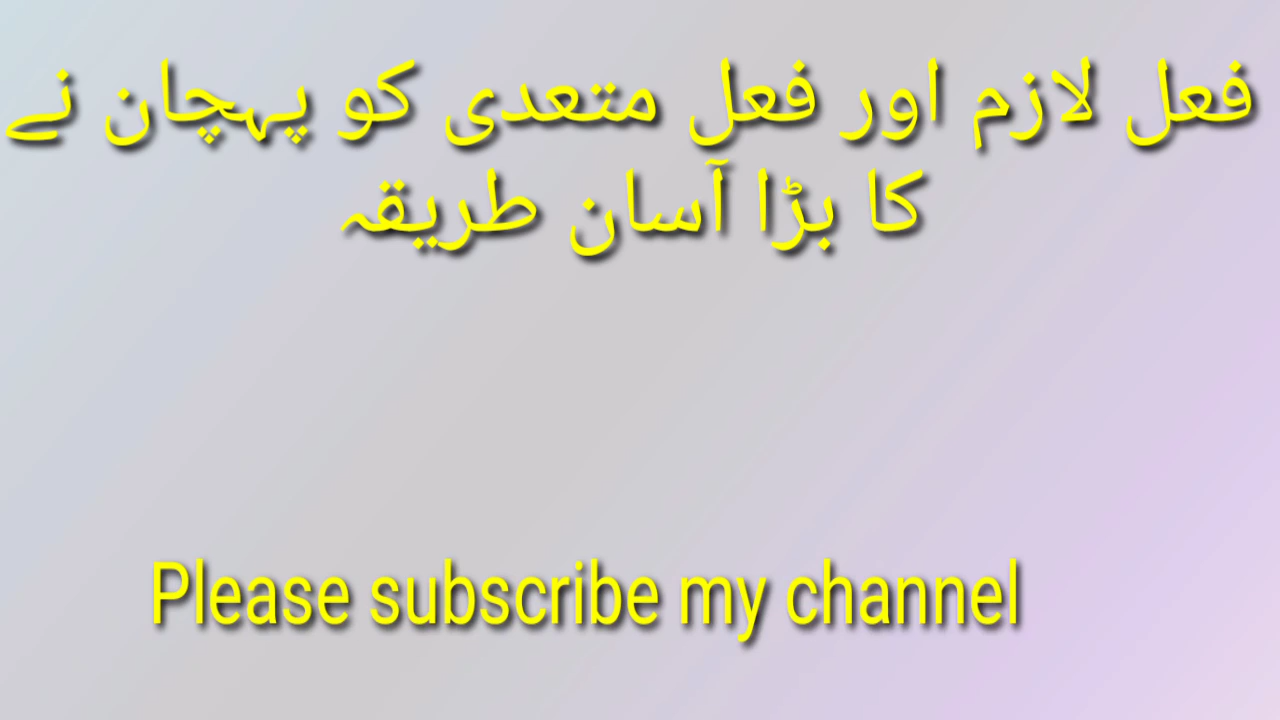 فعل لازم اور فعل متعدی کو پہچان نے
کا بڑا آسان طریقہ
Please subscribe my channel